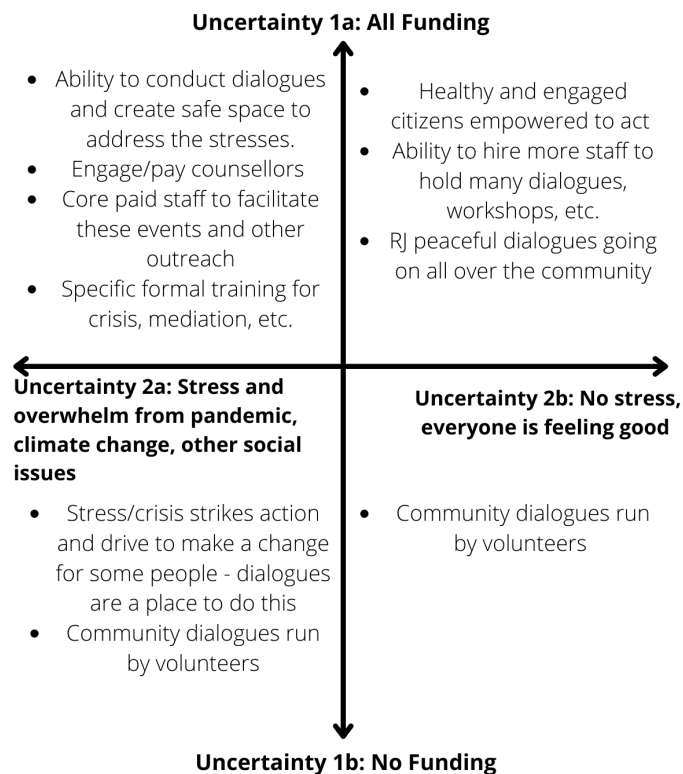 Uncertainty 1a: All Funding
• Ability to conduct dialogues
and create safe space to
address the stresses.
• Engage/pay counsellors
• Core paid staff to facilitate
these events and other
outreach
• Specific formal training for
crisis, mediation, etc.
• Healthy and engaged
citizens empowered to act
• Ability to hire more staff to
hold many dialogues,
workshops, etc.
• RJ peaceful dialogues going
on all over the community
Uncertainty 2a: Stress and
overwhelm from pandemic,
climate change, other social
issues
Uncertainty 2b: No stress,
everyone is feeling good
• Stress/crisis strikes action
and drive to make a change
for some people - dialogues
are a place to do this
• Community dialogues run
by volunteers
• Community dialogues run
by volunteers
Uncertainty 1b: No Funding